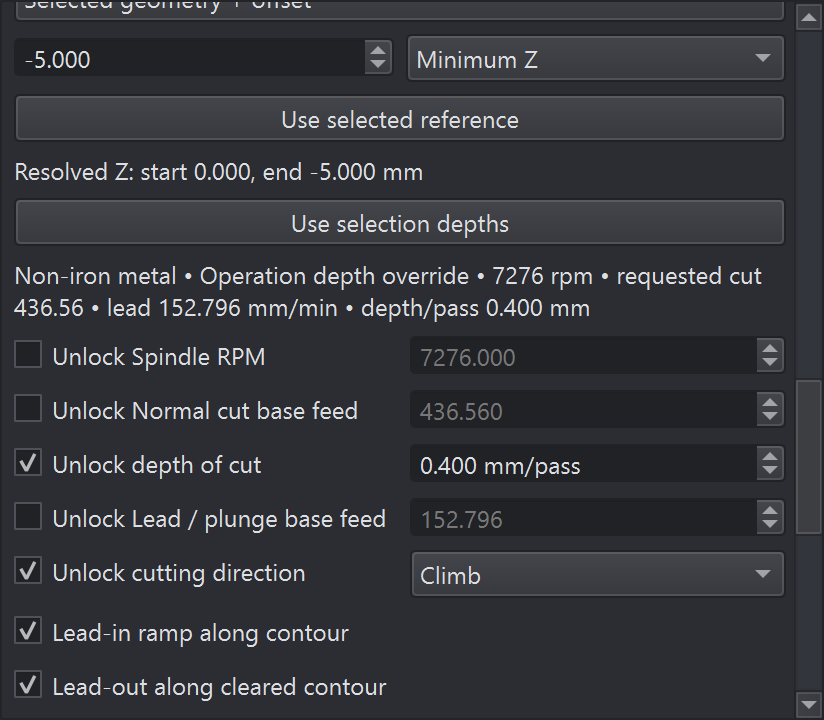 Selected geometry + offset
-5.000
Minimum Z
Use selected reference
Resolved Z: start 0.000, end -5.000 mm
Use selection depths
Non-iron metal • Operation depth override • 7276 rpm • requested cut
436.56 • lead 152.796 mm/min • depth/pass 0.400 mm
Unlock Spindle RPM
7276.000
Unlock Normal cut base feed
436.560
Unlock depth of cut
0.400 mm/pass
Unlock Lead / plunge base feed
152.796
Unlock cutting direction
Climb
Lead-in ramp along contour
Lead-out along cleared contour